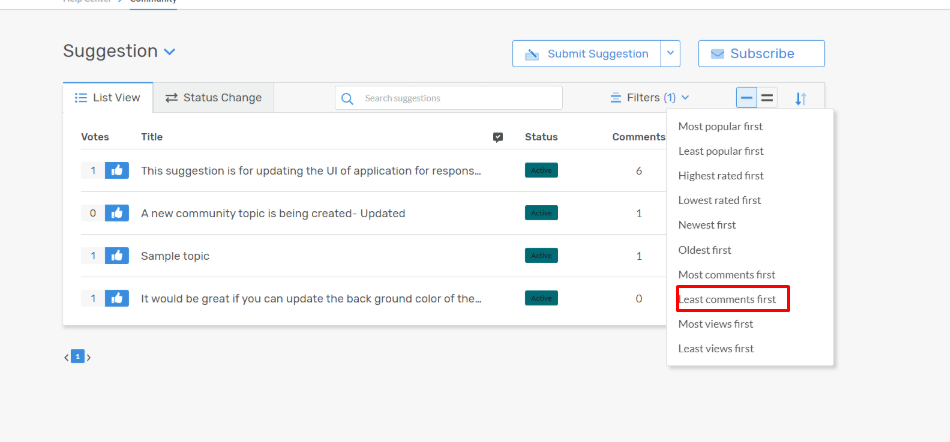 Help Center > Community
Suggestion
Submit Suggestion
Subscribe
List View
Status Change
Search suggestions
Filters (1)
Votes
Title
Status
Comments
1
This suggestion is for updating the UI of application for respons...
Active
6
0
A new community topic is being created- Updated
Active
1
1
Sample topic
Active
1
1
It would be great if you can update the back ground color of the...
Active
0
Most popular first
Least popular first
Highest rated first
Lowest rated first
Newest first
Oldest first
Most comments first
Least comments first
Most views first
Least views first
< 1 >